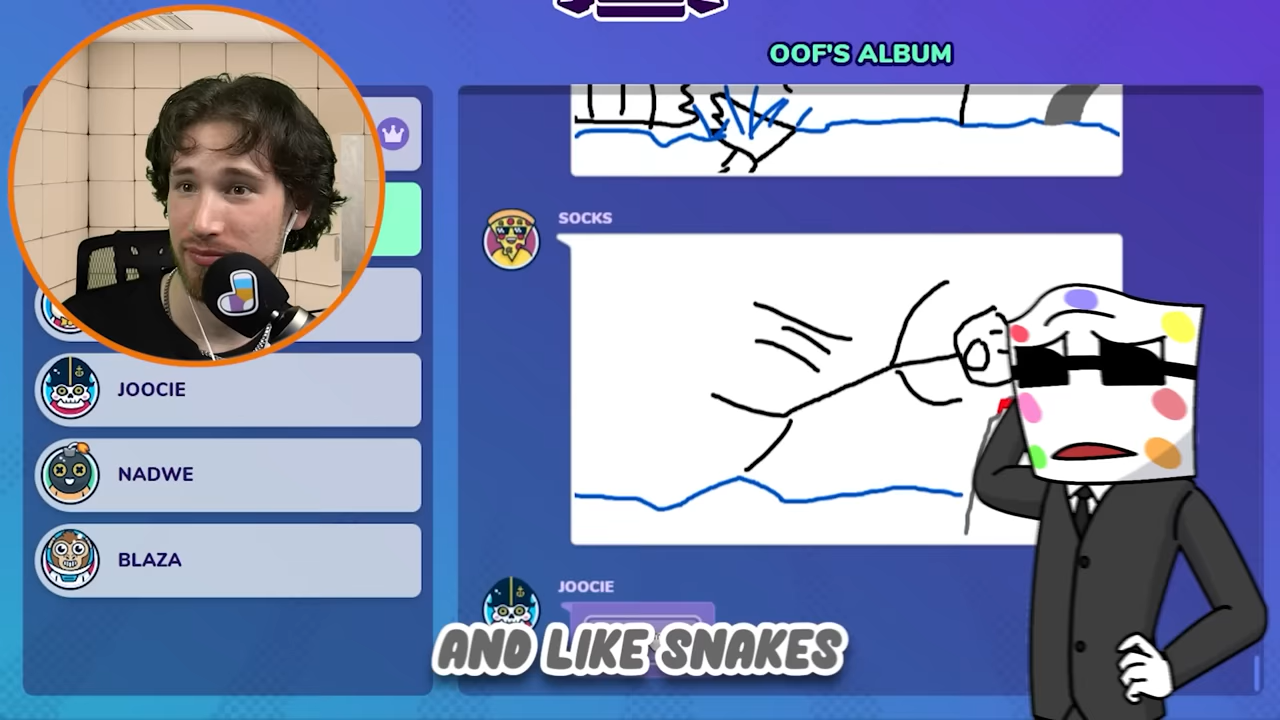 OOF'S ALBUM
SOCKS
JOOCIE
NADWE
BLAZA
JOOCIE
AND LIKE SNAKES